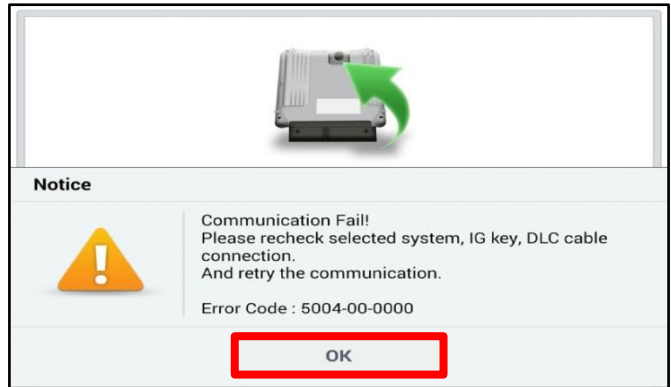 Notice
Communication Fail!
Please recheck selected system, IG key, DLC cable
connection.
And retry the communication.
Error Code : 5004-00-0000
OK